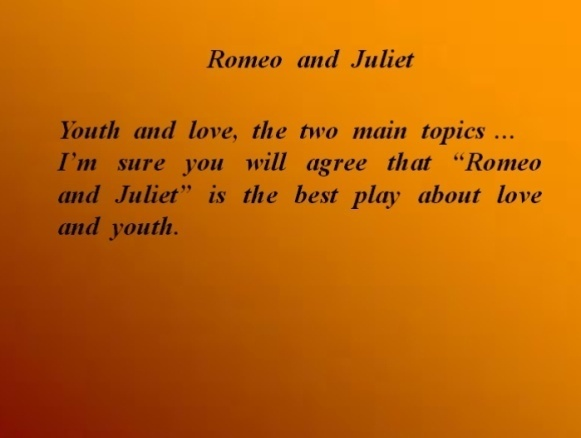 Romeo and Juliet
Youth and love, the two main topics ...
I'm sure you will agree that “Romeo
and Juliet” is the best play about love
and youth.